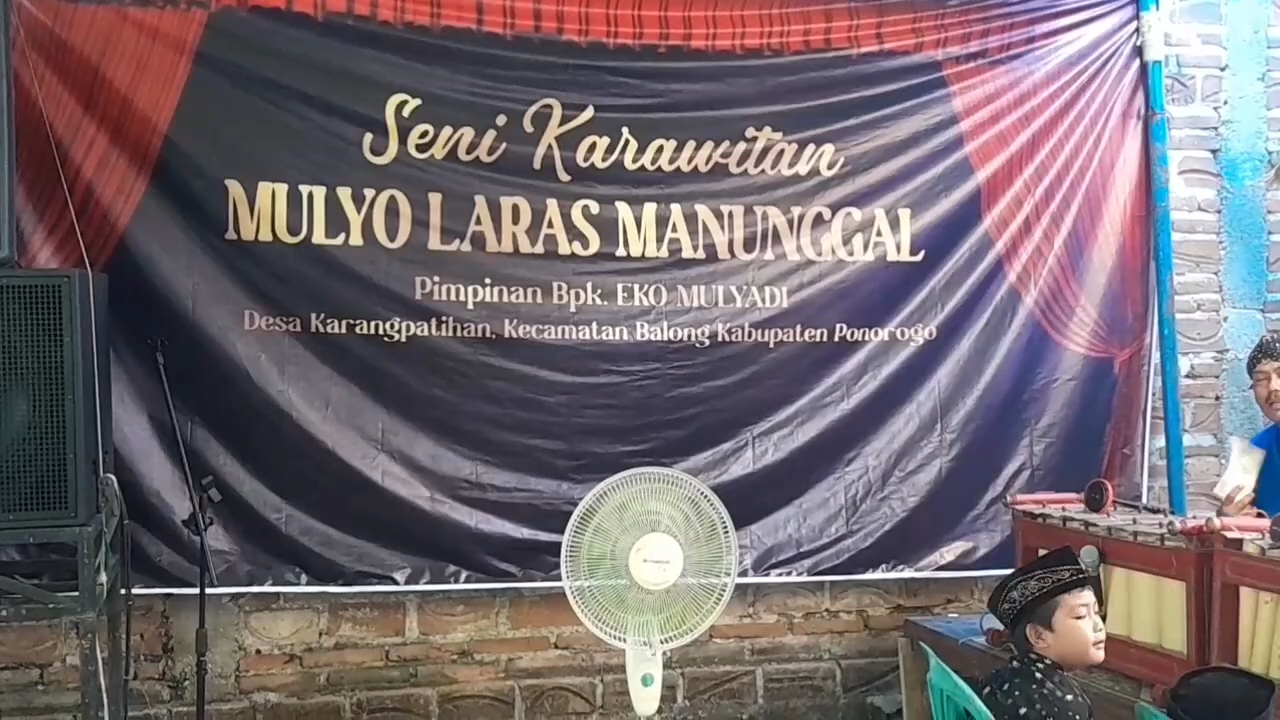 Seni Karawitan
MULYO LARAS MANUNGGAL
Pimpinan Bpk. EKO MULYADI
Desa Karangpatihan, Kecamatan Balong Kabupaten Ponorogo